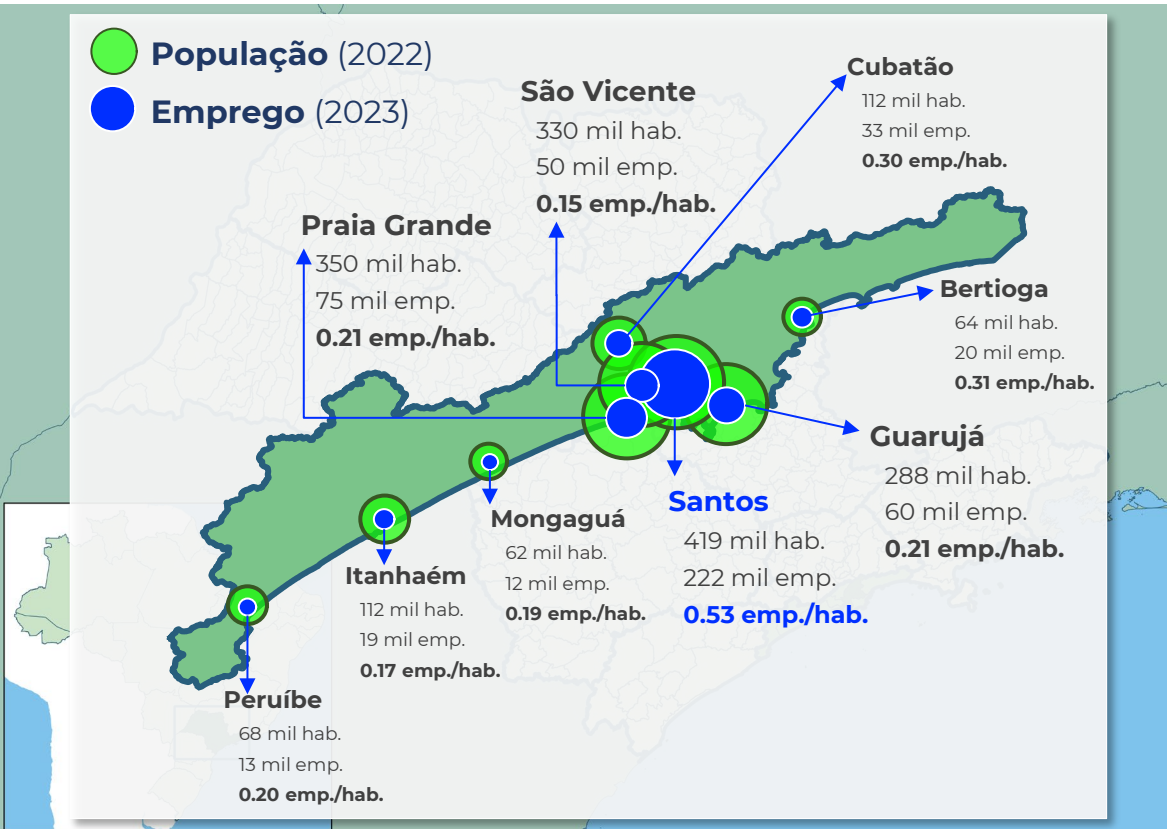 População (2022)
Emprego (2023)
São Vicente
330 mil hab.
50 mil emp.
0.15 emp./hab.
Cubatão
112 mil hab.
33 mil emp.
0.30 emp./hab.
Praia Grande
350 mil hab.
75 mil emp.
0.21 emp./hab.
Bertioga
64 mil hab.
20 mil emp.
0.31 emp./hab.
Guarujá
288 mil hab.
60 mil emp.
0.21 emp./hab.
Santos
419 mil hab.
222 mil emp.
0.53 emp./hab.
Mongaguá
62 mil hab.
12 mil emp.
0.19 emp./hab.
Itanhaém
112 mil hab.
19 mil emp.
0.17 emp./hab.
Peruíbe
68 mil hab.
13 mil emp.
0.20 emp./hab.